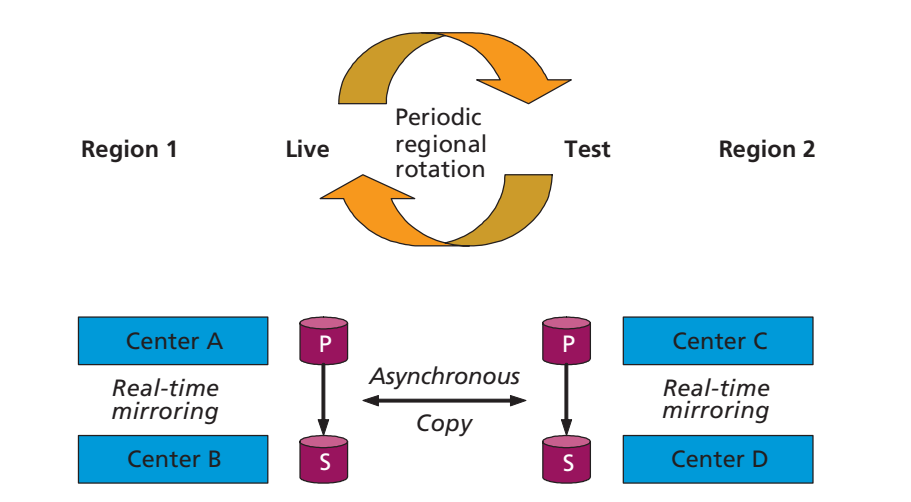 Periodic
regional
rotation
Region 1
Live
Test
Region 2
Center A
P
P
Center C
Real-time
mirroring
Asynchronous
Copy
Real-time
mirroring
Center B
S
S
Center D